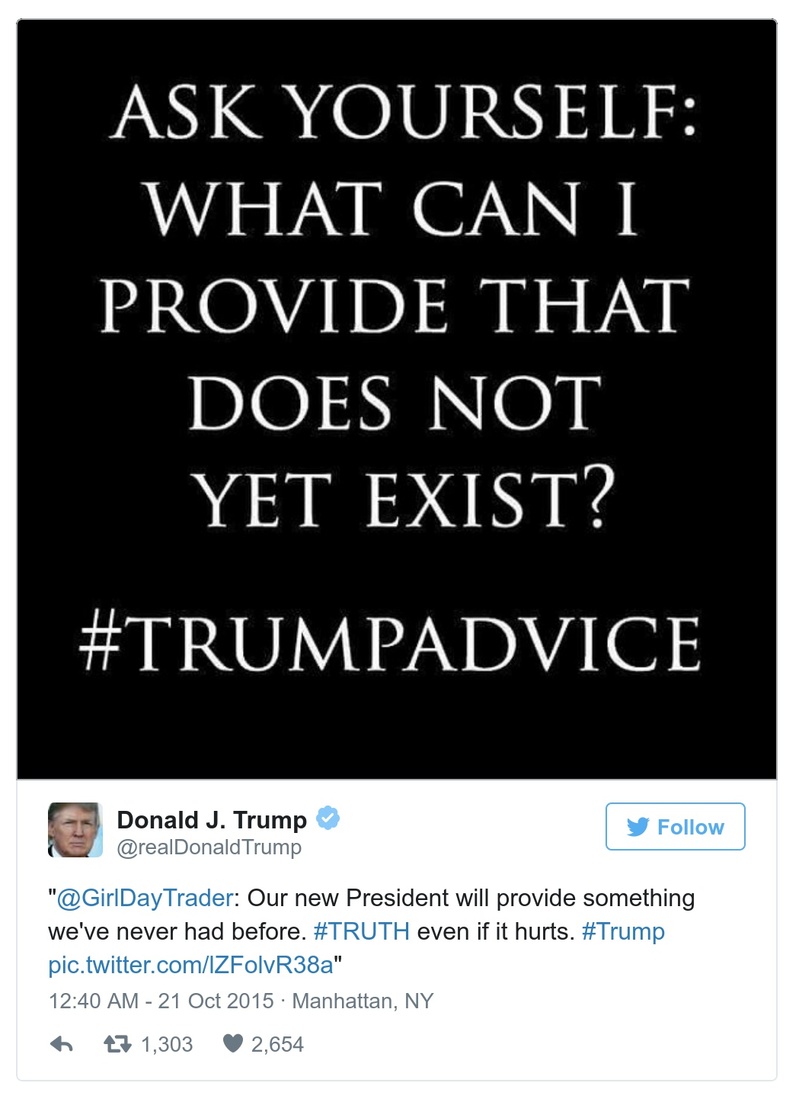 ASK YOURSELF:
WHAT CAN I
PROVIDE THAT
DOES NOT
YET EXIST?
#TRUMPADVICE
Donald J. Trump
@realDonaldTrump
Follow
"@GirlDayTrader: Our new President will provide something
we've never had before. #TRUTH even if it hurts. #Trump
pic.twitter.com/lZFolvR38a"
12:40 AM - 21 Oct 2015 · Manhattan, NY
1,303 2,654